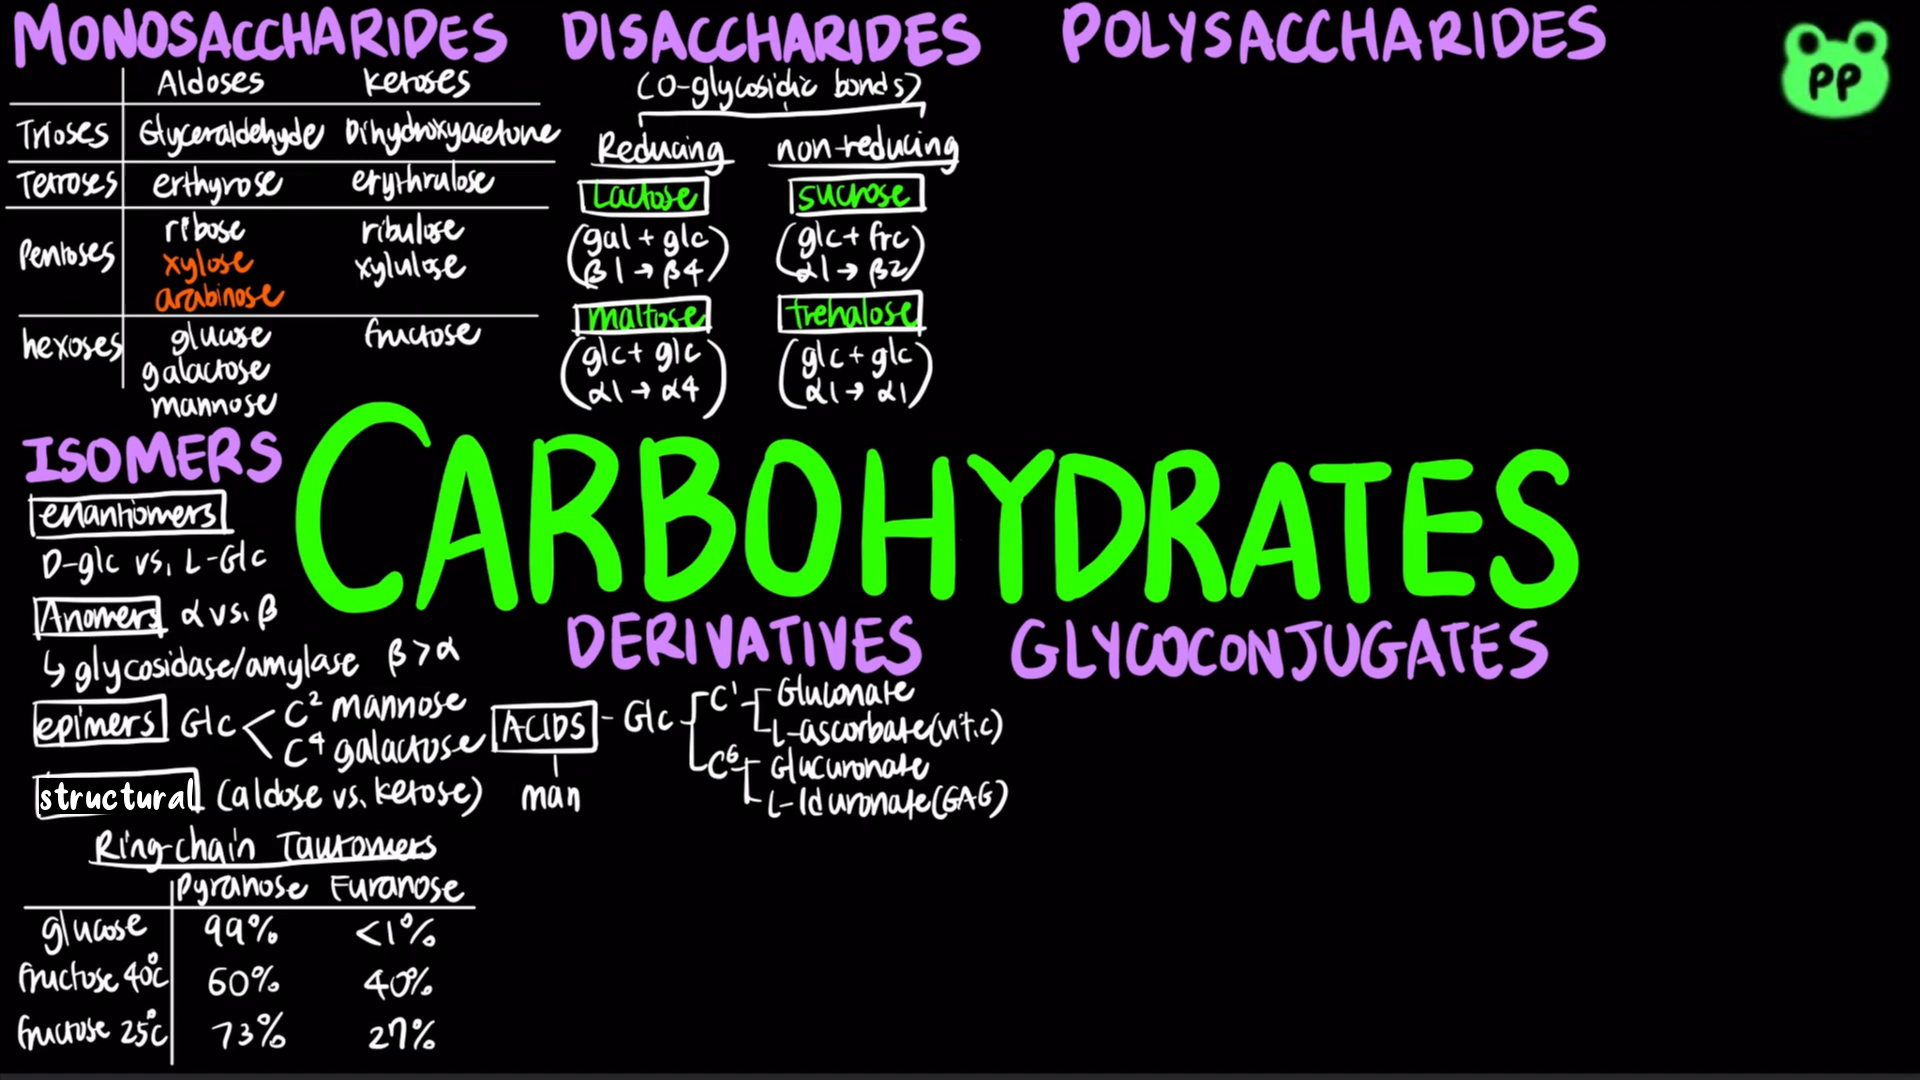 MONOSACCHARIDES
Aldoses ketoses
Trioses Glyceraldehyde Dihydroxyacetone
Tetroses erthyrose erythrulose
Pentoses ribose ribulose
xylose xylulose
arabinose
hexoses glucose fructose
galactose
mannose
DISACCHARIDES
(O-glycosidic bonds)
Reducing non-reducing
Lactose sucrose
(gal + glc (glc + frc
β1 → β4) α1 → β2)
maltose trehalose
(glc + glc (glc + glc
α1 → α4) α1 → α1)
POLYSACCHARIDES
PP
CARBOHYDRATES
ISOMERS
enantiomers
D-glc vs. L-Glc
Anomers α vs. β
↳ glycosidase/amylase β > α
epimers Glc < C² mannose
C⁴ galactose
structural (aldose vs. ketose)
Ring-chain Tautomers
Pyranose Furanose
glucose 99% <1%
fructose 40°C 60% 40%
fructose 25°C 73% 27%
DERIVATIVES
ACIDS - Glc C¹ Gluconate
L-ascorbate (vit.c)
C⁶ Glucuronate
L-Iduronate (GAG)
man
GLYCOCONJUGATES